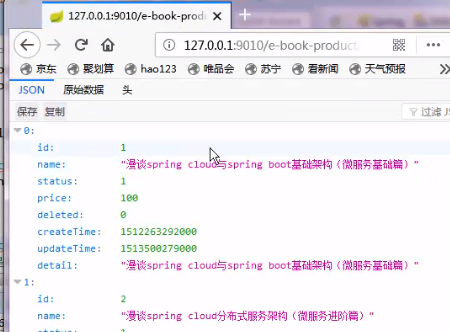 127.0.0.1:9010/e-book-produ
127.0.0.1:9010/e-book-product
京东 聚划算 hao123 唯品会 苏宁 看新闻 天气预报
JSON 原始数据 头
保存 复制 过滤
0:
id: 1
name: "漫谈spring cloud与spring boot基础架构（微服务基础篇）"
status: 1
price: 100
deleted: 0
createTime: 1512263292000
updateTime: 1513500279000
detail: "漫谈spring cloud与spring boot基础架构（微服务基础篇）"
1:
id: 2
name: "漫谈spring cloud分布式服务架构（微服务进阶篇）"